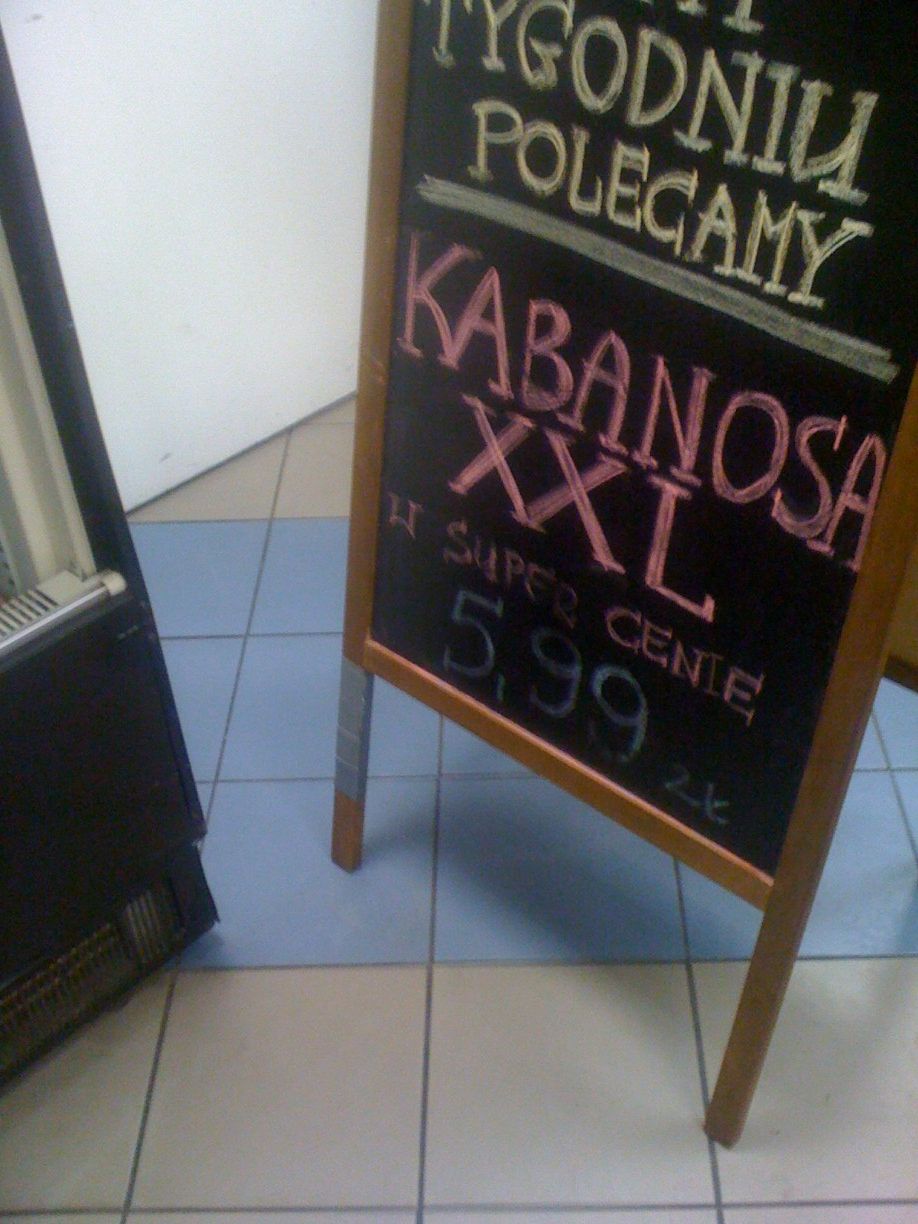 TYGODNIU
POLECAMY
KABANOSA
XXL
W SUPER CENIE
5,99
zł